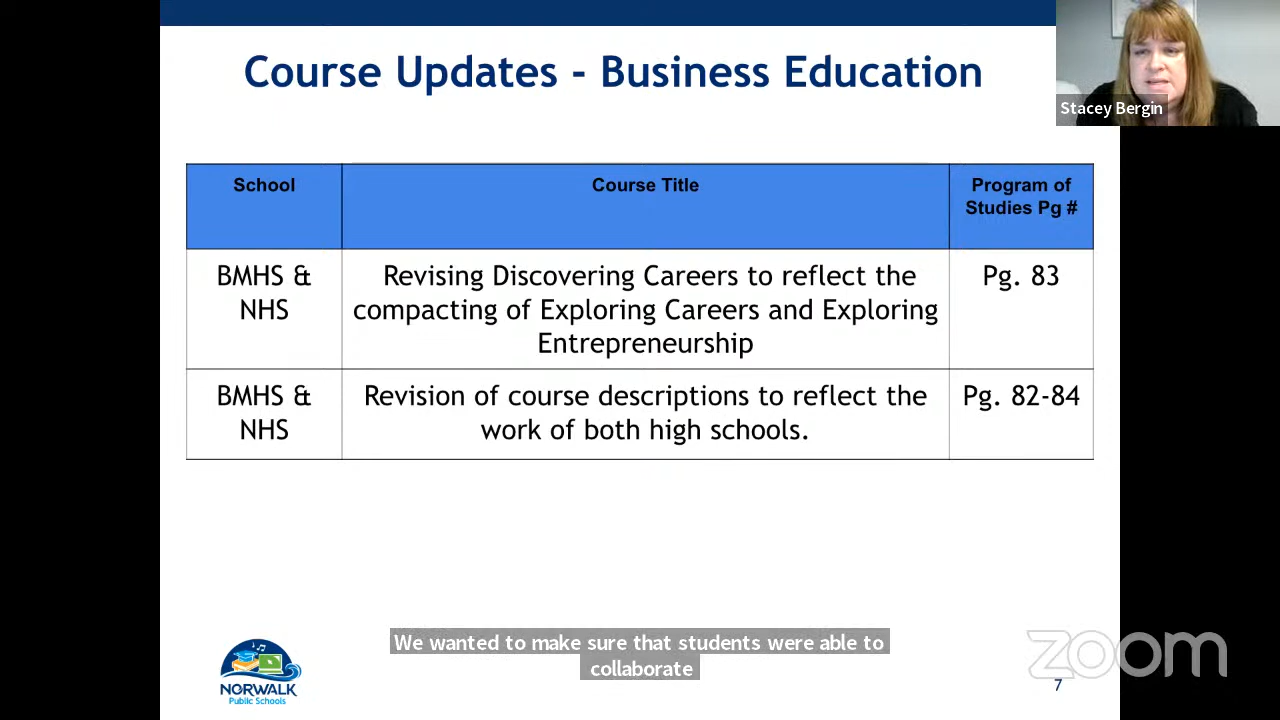 Course Updates - Business Education
Stacey Bergin
School
Course Title
Program of
Studies Pg #
BMHS &
NHS
Revising Discovering Careers to reflect the
compacting of Exploring Careers and Exploring
Entrepreneurship
Pg. 83
BMHS &
NHS
Revision of course descriptions to reflect the
work of both high schools.
Pg. 82-84
We wanted to make sure that students were able to
collaborate
NORWALK
Public Schools
zoom
7